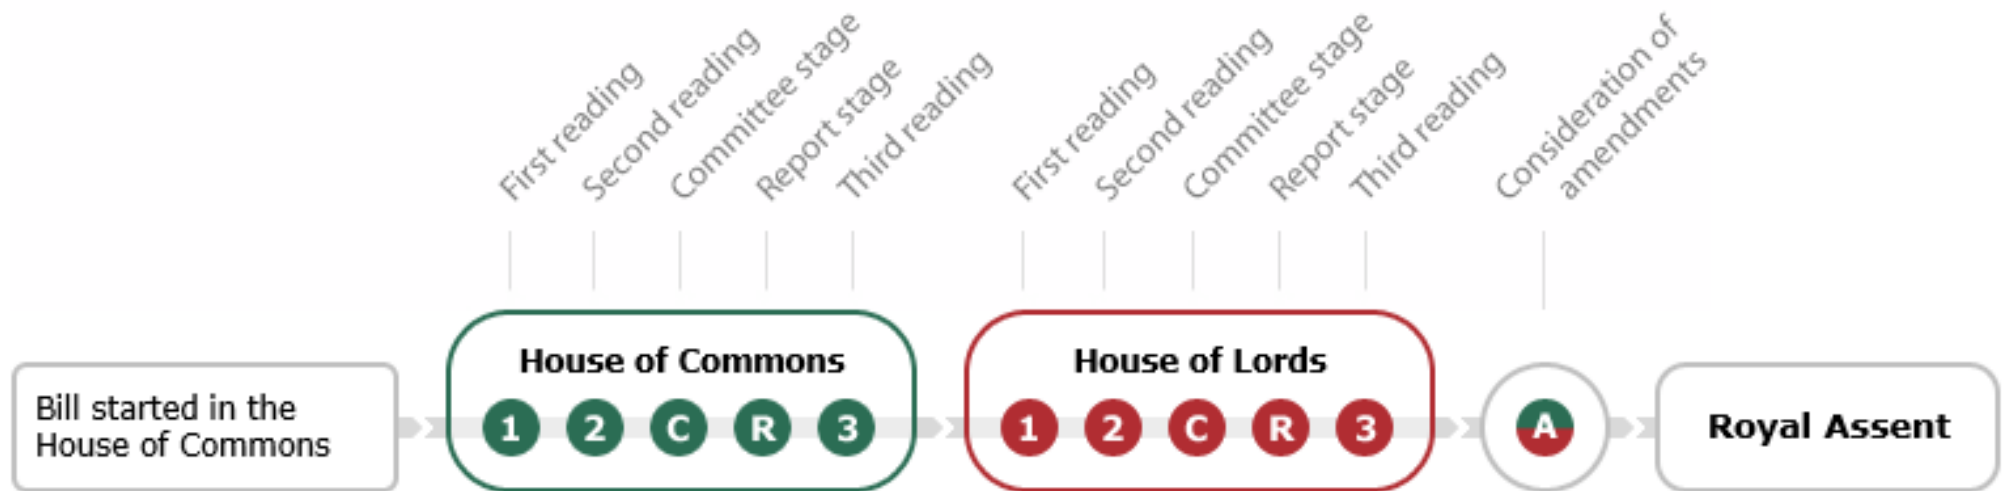 First reading
Second reading
Committee stage
Report stage
Third reading
First reading
Second reading
Committee stage
Report stage
Third reading
Consideration of
amendments
Bill started in the
House of Commons
House of Commons
1 2 C R 3
House of Lords
1 2 C R 3
A
Royal Assent